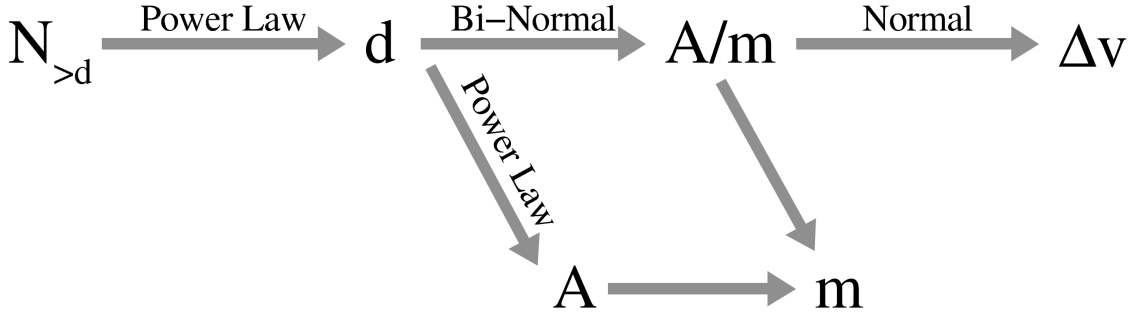 Power Law Bi–Normal Normal
N>d d A/m Δv
Power Law
A m